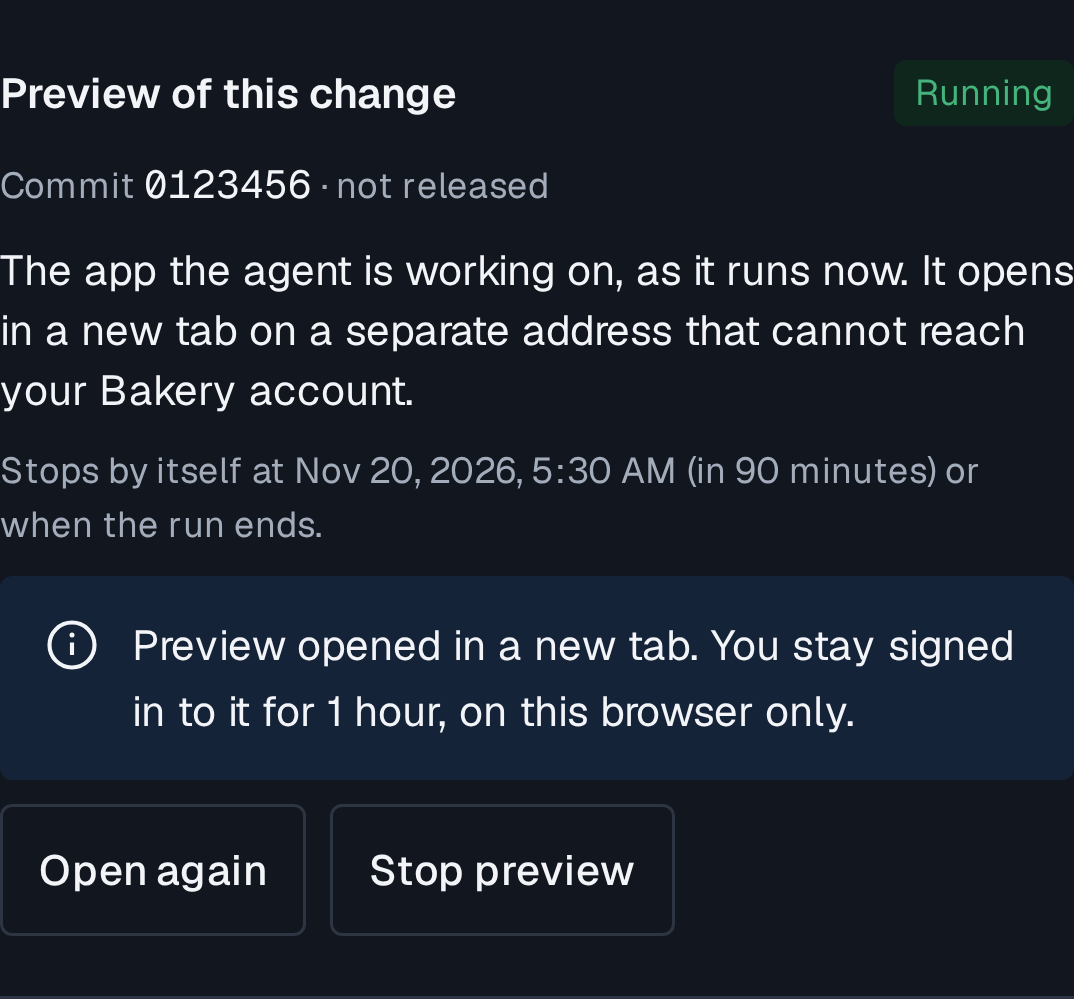 Preview of this change
Running
Commit 0123456 · not released
The app the agent is working on, as it runs now. It opens
in a new tab on a separate address that cannot reach
your Bakery account.
Stops by itself at Nov 20, 2026, 5:30 AM (in 90 minutes) or
when the run ends.
Preview opened in a new tab. You stay signed
in to it for 1 hour, on this browser only.
Open again
Stop preview